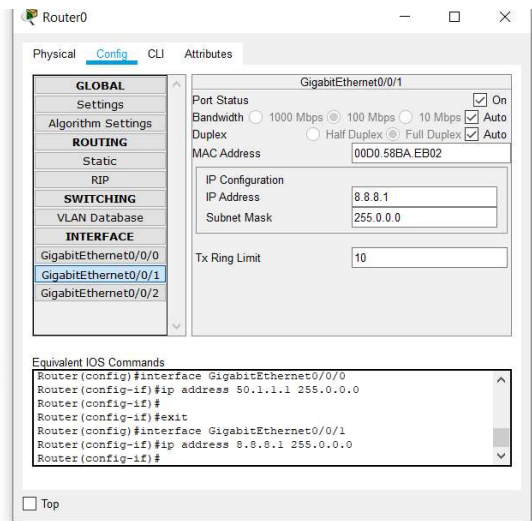 Router0
Physical Config CLI Attributes
GLOBAL
Settings
Algorithm Settings
ROUTING
Static
RIP
SWITCHING
VLAN Database
INTERFACE
GigabitEthernet0/0/0
GigabitEthernet0/0/1
GigabitEthernet0/0/2
GigabitEthernet0/0/1
Port Status On
Bandwidth 1000 Mbps 100 Mbps 10 Mbps Auto
Duplex Half Duplex Full Duplex Auto
MAC Address 00D0.58BA.EB02
IP Configuration
IP Address 8.8.8.1
Subnet Mask 255.0.0.0
Tx Ring Limit 10
Equivalent IOS Commands
Router(config)#interface GigabitEthernet0/0/0
Router(config-if)#ip address 50.1.1.1 255.0.0.0
Router(config-if)#
Router(config-if)#exit
Router(config)#interface GigabitEthernet0/0/1
Router(config-if)#ip address 8.8.8.1 255.0.0.0
Router(config-if)#
Top